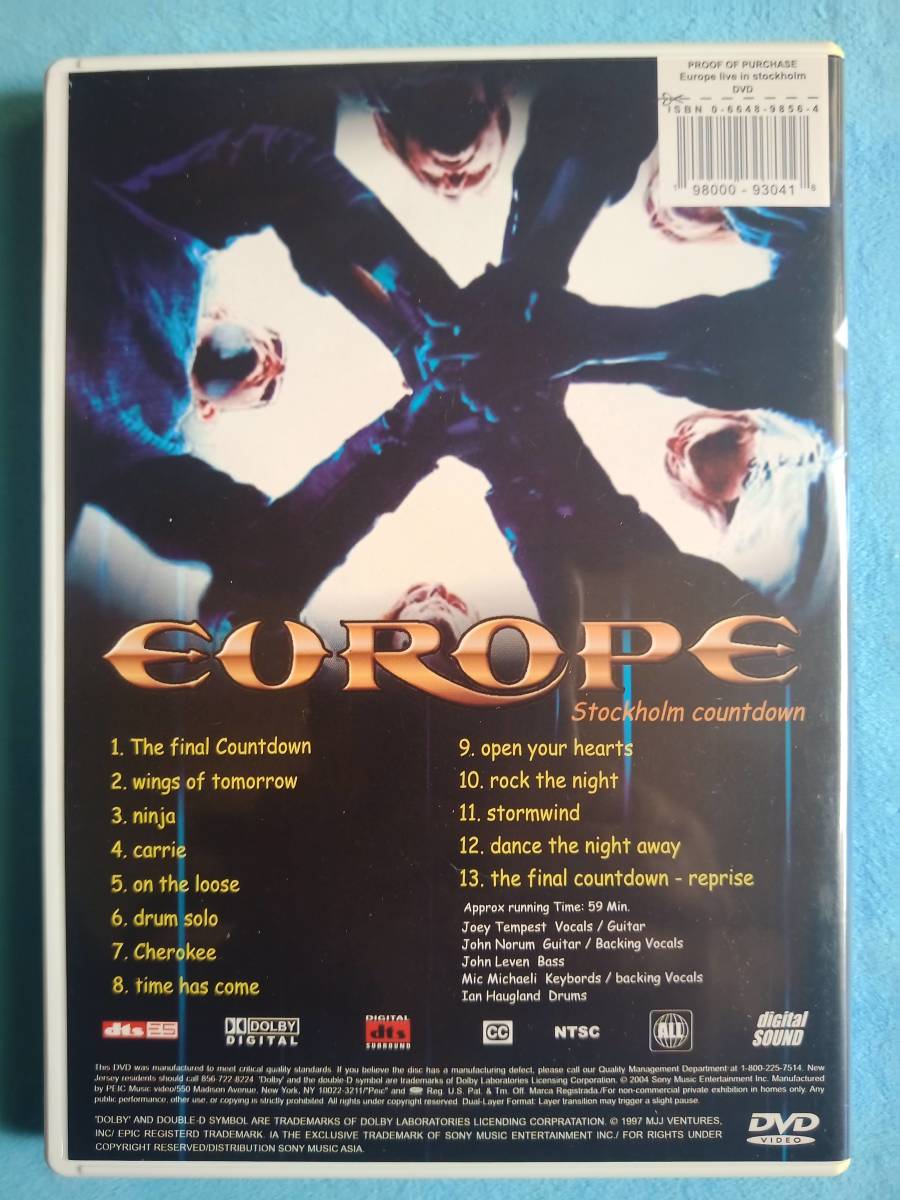 PROOF OF PURCHASE
Europe live in stockholm
DVD
ISBN 0-6648-9856-4
1 98000 - 93041 8
EUROPE
Stockholm countdown
1. The final Countdown
2. wings of tomorrow
3. ninja
4. carrie
5. on the loose
6. drum solo
7. Cherokee
8. time has come
9. open your hearts
10. rock the night
11. stormwind
12. dance the night away
13. the final countdown - reprise
Approx running Time: 59 Min.
Joey Tempest Vocals / Guitar
John Norum Guitar / Backing Vocals
John Leven Bass
Mic Michaeli Keybords / backing Vocals
Ian Haugland Drums
dts ES
DOLBY
DIGITAL
DIGITAL
dts
SURROUND
CC
NTSC
ALL
digital
SOUND
This DVD was manufactured to meet critical quality standards. If you believe the disc has a manufacturing defect, please call our Quality Management Department at 1-800-225-7514. New
Jersey residents should call 856-722-8224 'Dolby' and the double-D symbol are trademarks of Dolby Laboratories Licensing Corporation. © 2004 Sony Music Entertainment Inc. Manufactured
by PEIC Music video/550 Madison Avenue, New York, NY 10022-3211/"Peic" and Reg. U.S. Pat. & Tm. Off. Marca Registrada./For non-commercial private exhibition in homes only. Any
public performance, other use, or copying is strictly prohibited. All rights under copyright reserved. Dual-Layer Format: Layer transition may trigger a slight pause.
'DOLBY' AND DOUBLE-D SYMBOL ARE TRADEMARKS OF DOLBY LABORATORIES LICENDING CORPRATATION. © 1997 MJJ VENTURES,
INC/ EPIC REGISTERD TRADEMARK. IA THE EXCLUSIVE TRADEMARK OF SONY MUSIC ENTERTAINMENT INC./ FOR RIGHTS UNDER
COPYRIGHT RESERVED/DISTRIBUTION SONY MUSIC ASIA.
DVD
VIDEO